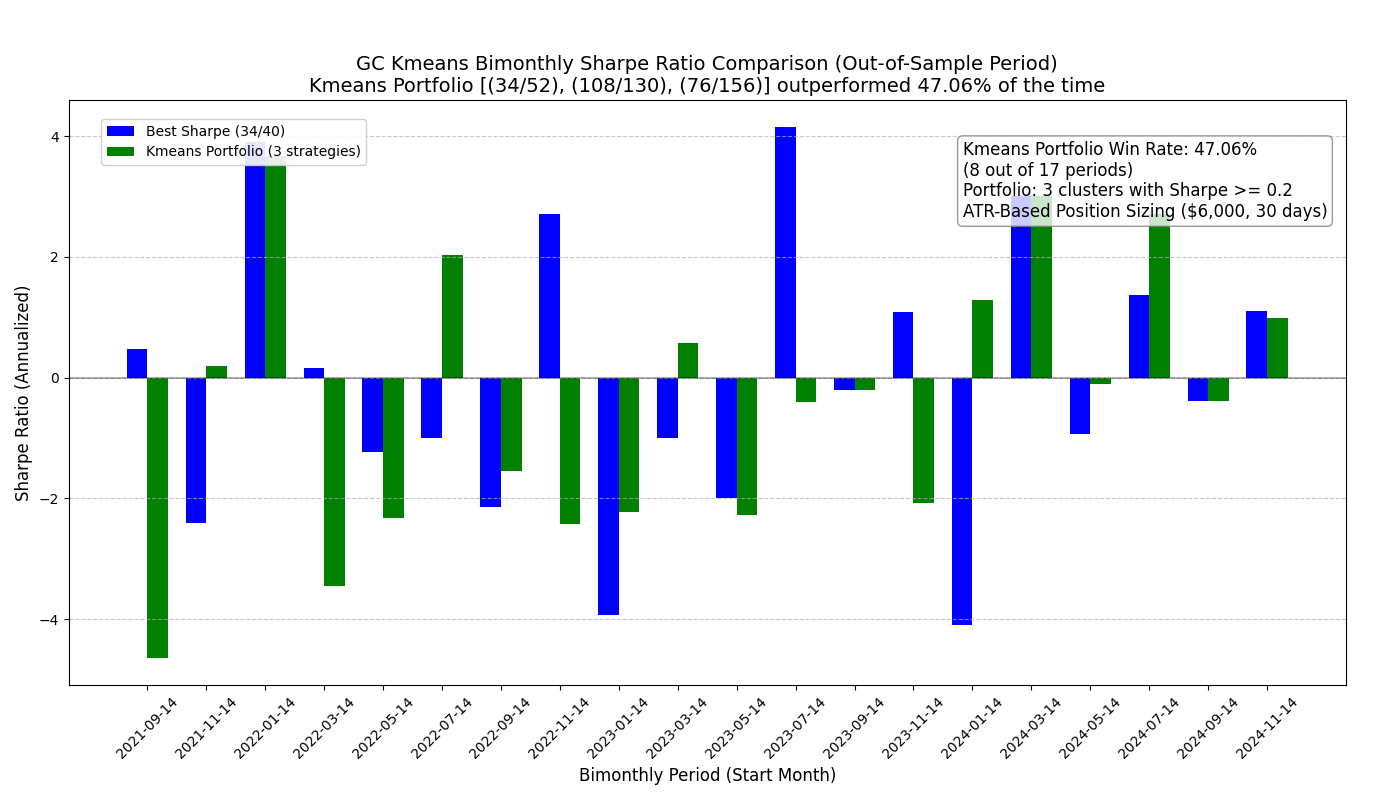 GC Kmeans Bimonthly Sharpe Ratio Comparison (Out-of-Sample Period)
Kmeans Portfolio [(34/52), (108/130), (76/156)] outperformed 47.06% of the time
Best Sharpe (34/40)
Kmeans Portfolio (3 strategies)
Kmeans Portfolio Win Rate: 47.06%
(8 out of 17 periods)
Portfolio: 3 clusters with Sharpe >= 0.2
ATR-Based Position Sizing ($6,000, 30 days)
Sharpe Ratio (Annualized)
4
2
0
−2
−4
2021-09-14
2021-11-14
2022-01-14
2022-03-14
2022-05-14
2022-07-14
2022-09-14
2022-11-14
2023-01-14
2023-03-14
2023-05-14
2023-07-14
2023-09-14
2023-11-14
2024-01-14
2024-03-14
2024-05-14
2024-07-14
2024-09-14
2024-11-14
Bimonthly Period (Start Month)